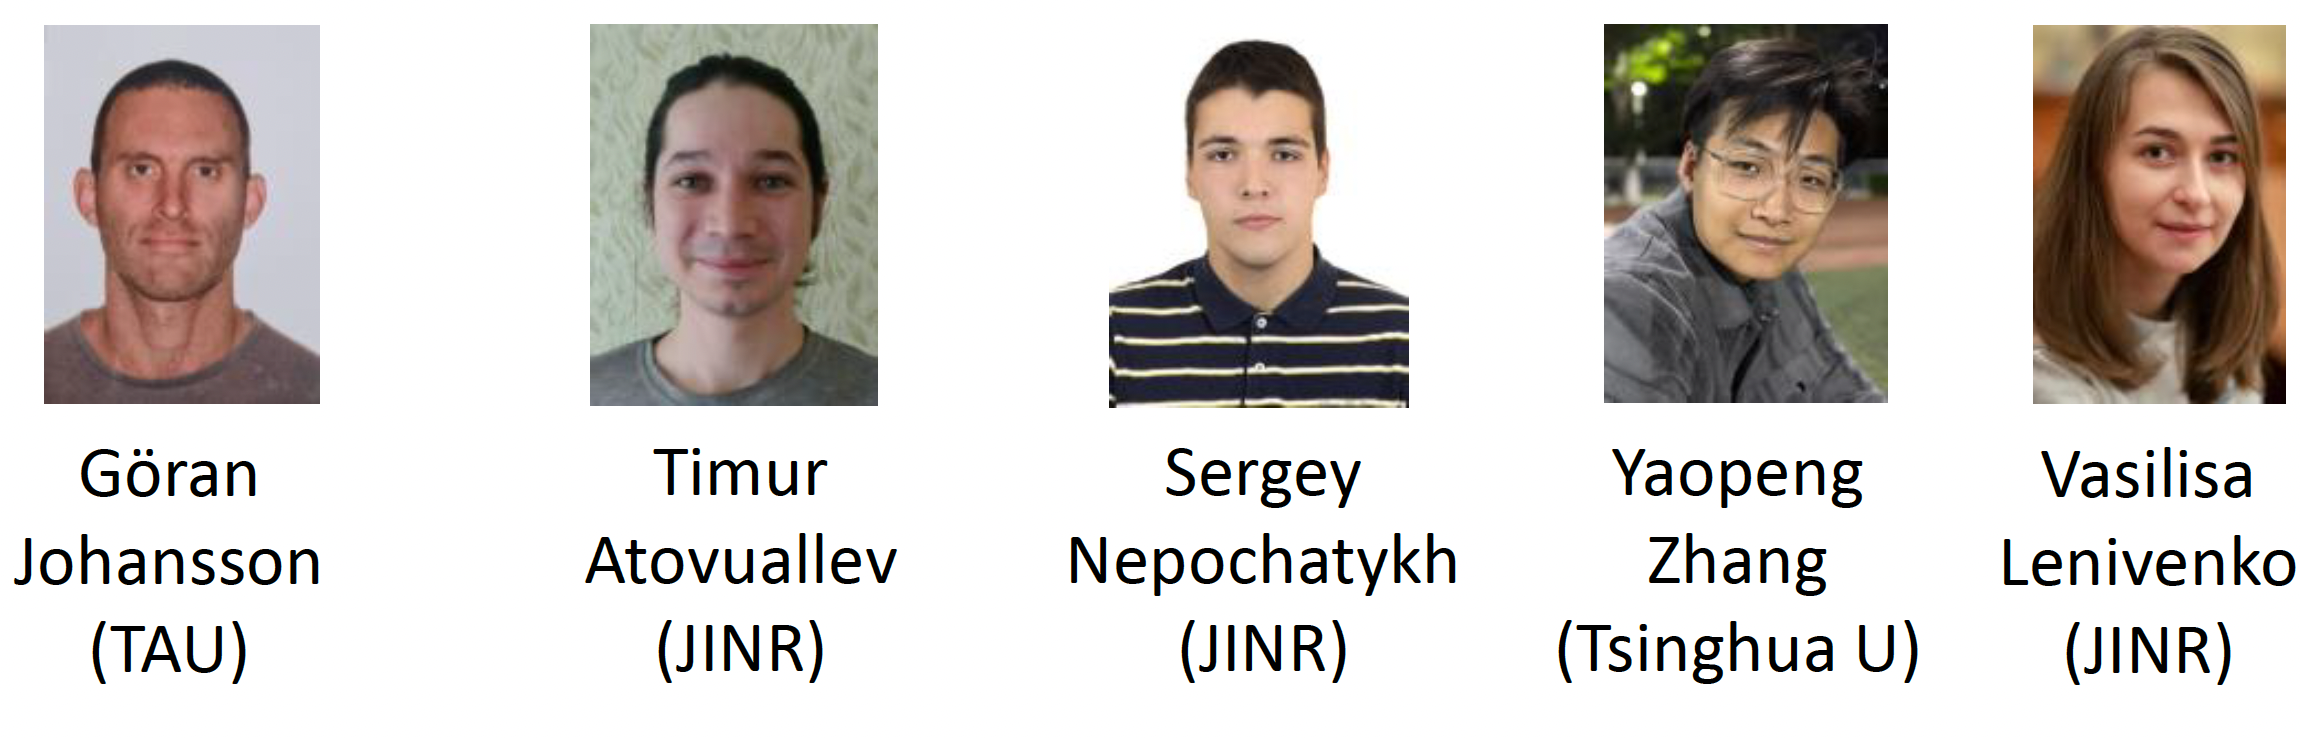 Göran
Johansson
(TAU)
Timur
Atovuallev
(JINR)
Sergey
Nepochatykh
(JINR)
Yaopeng
Zhang
(Tsinghua U)
Vasilisa
Lenivenko
(JINR)